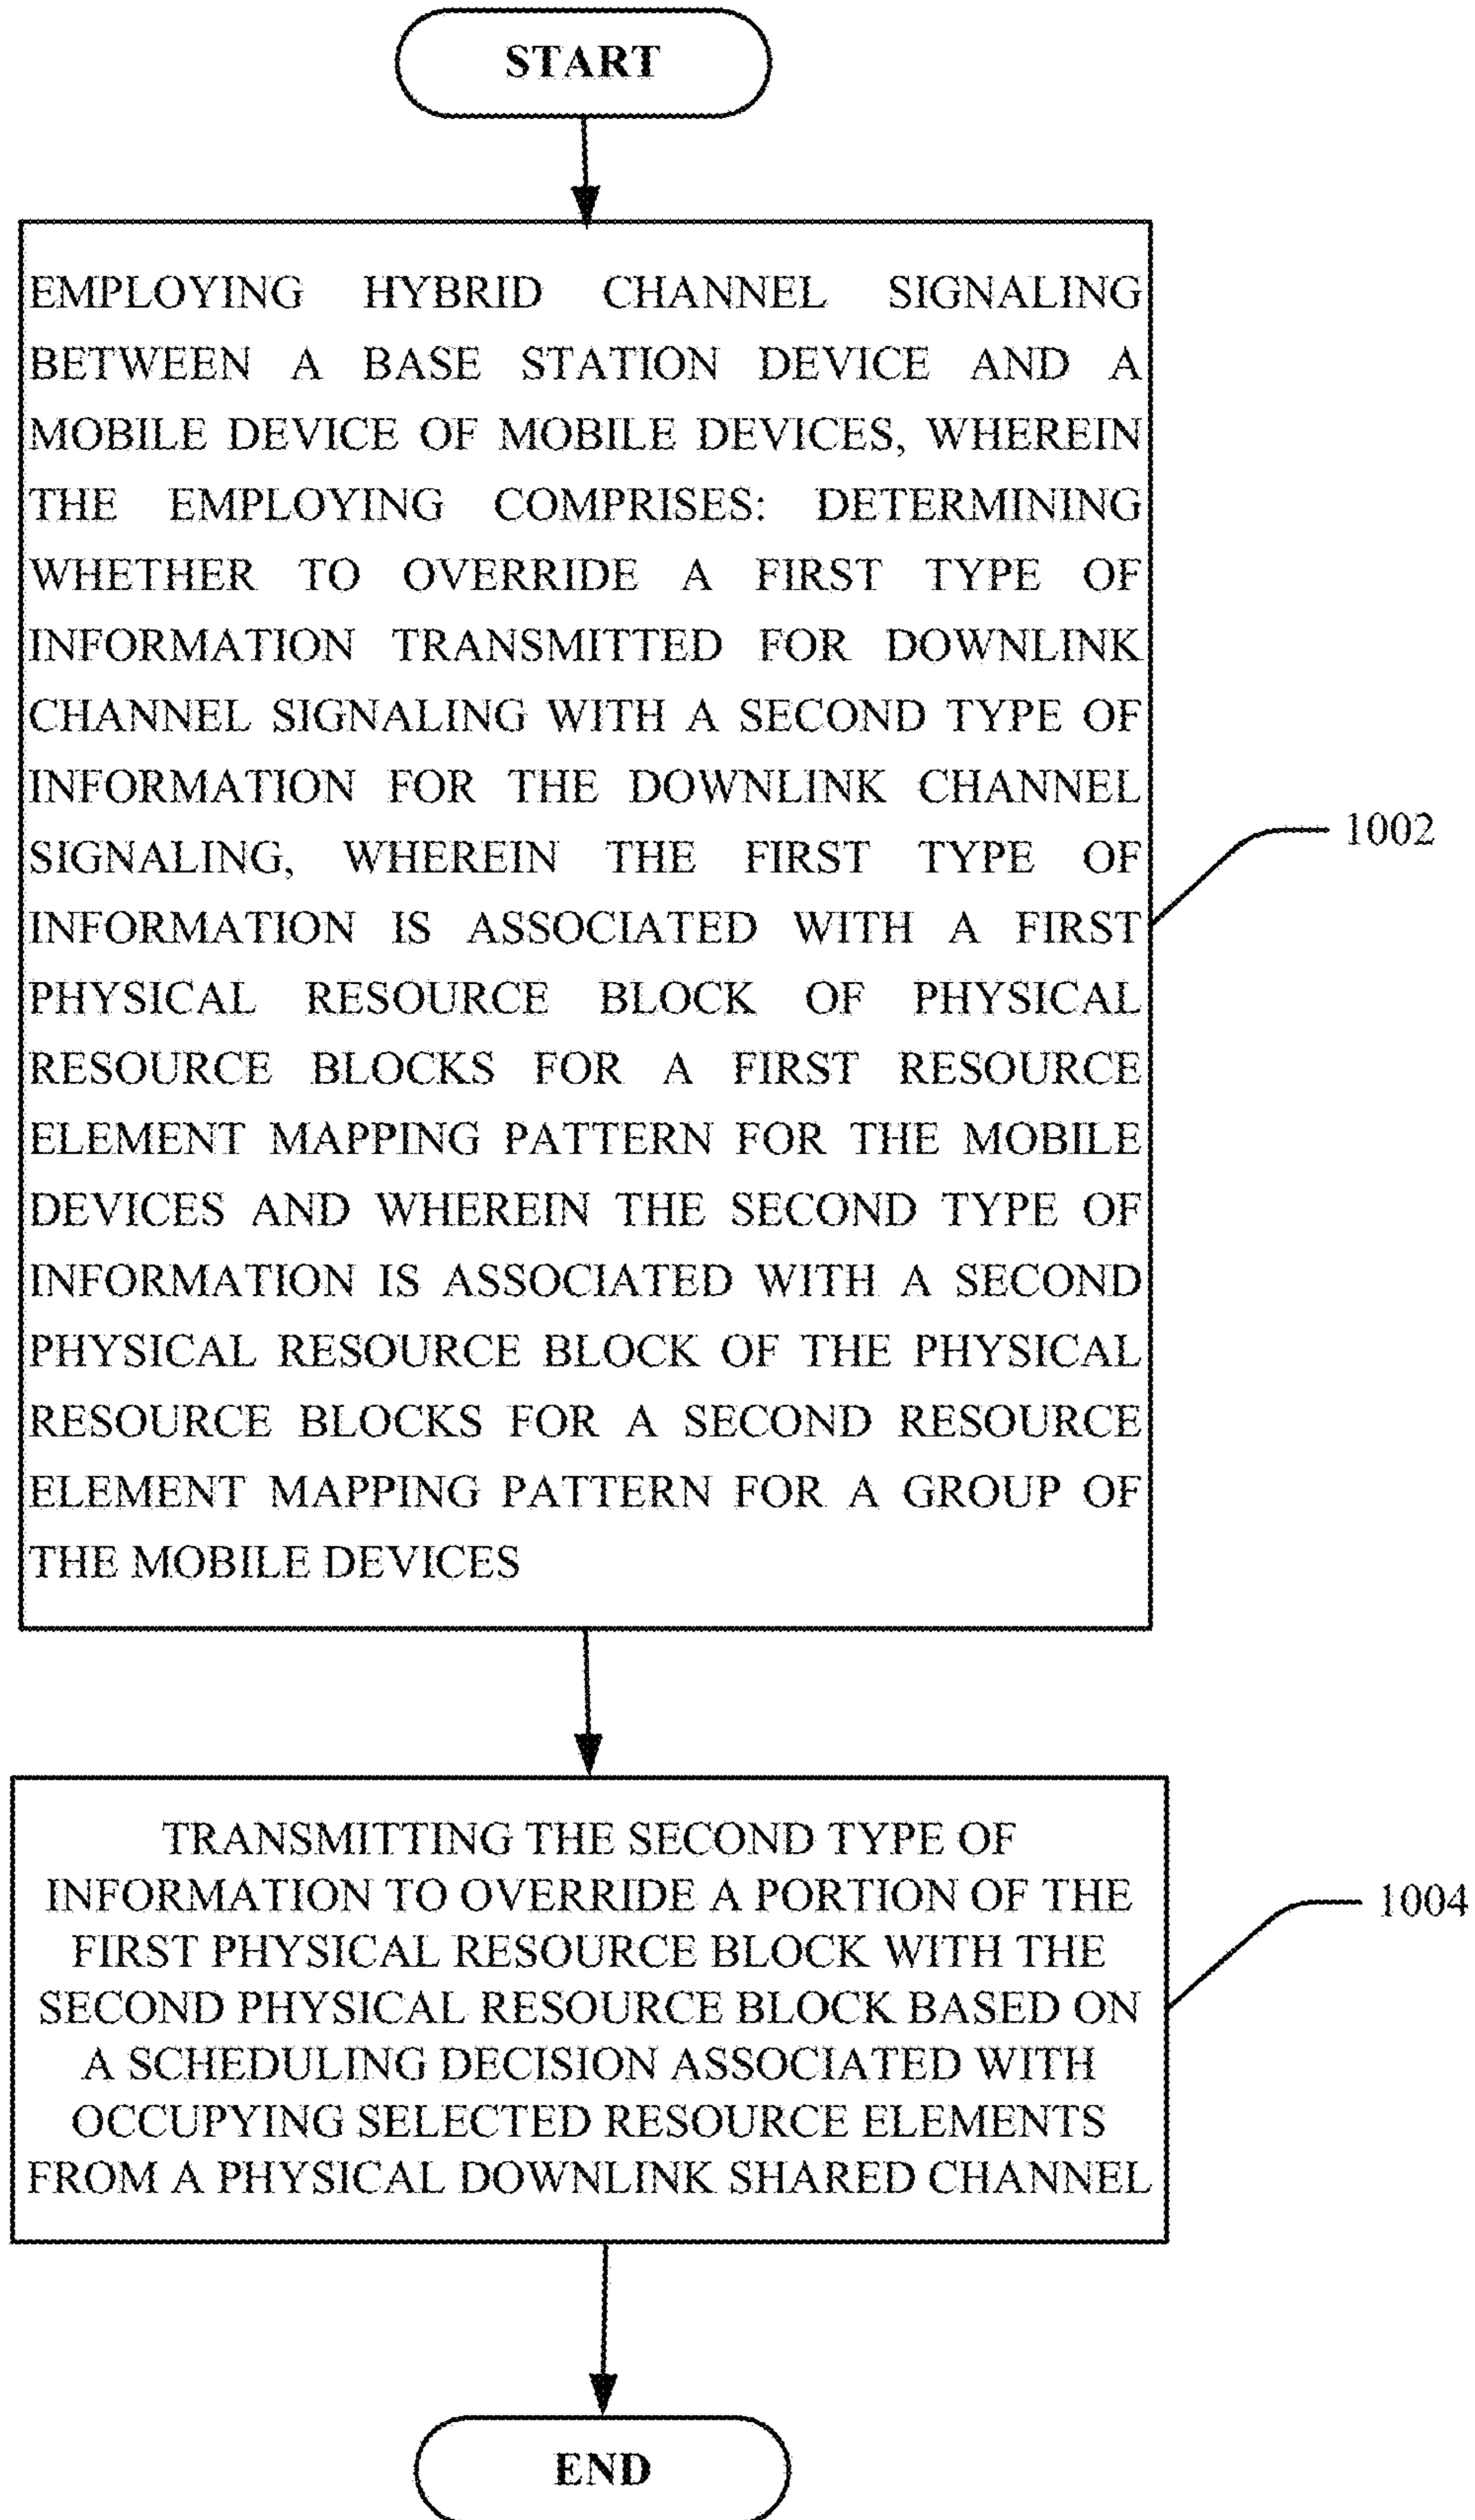 START
EMPLOYING HYBRID CHANNEL SIGNALING
BETWEEN A BASE STATION DEVICE AND A
MOBILE DEVICE OF MOBILE DEVICES, WHEREIN
THE EMPLOYING COMPRISES: DETERMINING
WHETHER TO OVERRIDE A FIRST TYPE OF
INFORMATION TRANSMITTED FOR DOWNLINK
CHANNEL SIGNALING WITH A SECOND TYPE OF
INFORMATION FOR THE DOWNLINK CHANNEL
SIGNALING, WHEREIN THE FIRST TYPE OF
INFORMATION IS ASSOCIATED WITH A FIRST
PHYSICAL RESOURCE BLOCK OF PHYSICAL
RESOURCE BLOCKS FOR A FIRST RESOURCE
ELEMENT MAPPING PATTERN FOR THE MOBILE
DEVICES AND WHEREIN THE SECOND TYPE OF
INFORMATION IS ASSOCIATED WITH A SECOND
PHYSICAL RESOURCE BLOCK OF THE PHYSICAL
RESOURCE BLOCKS FOR A SECOND RESOURCE
ELEMENT MAPPING PATTERN FOR A GROUP OF
THE MOBILE DEVICES
1002
TRANSMITTING THE SECOND TYPE OF
INFORMATION TO OVERRIDE A PORTION OF THE
FIRST PHYSICAL RESOURCE BLOCK WITH THE
SECOND PHYSICAL RESOURCE BLOCK BASED ON
A SCHEDULING DECISION ASSOCIATED WITH
OCCUPYING SELECTED RESOURCE ELEMENTS
FROM A PHYSICAL DOWNLINK SHARED CHANNEL
1004
END